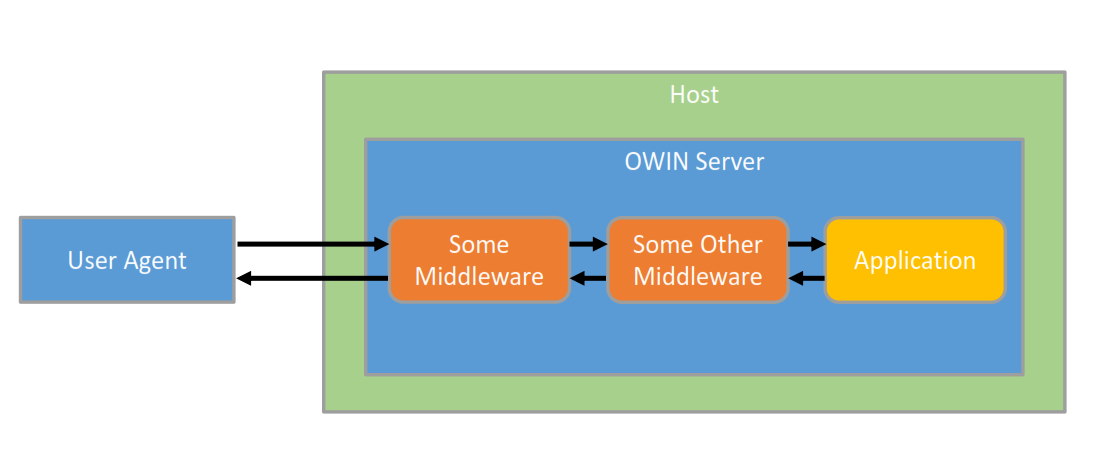 Host
OWIN Server
User Agent
Some
Middleware
Some Other
Middleware
Application